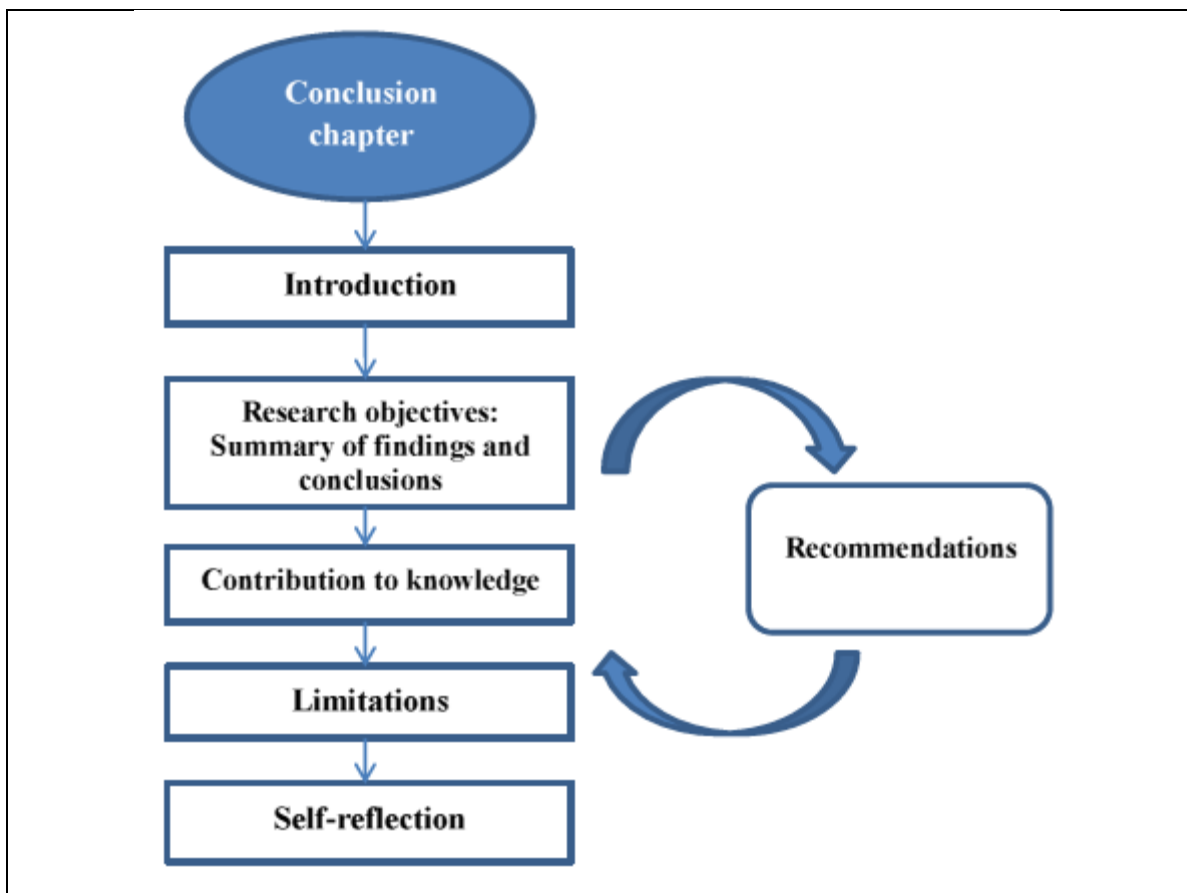 Conclusion
chapter
Introduction
Research objectives:
Summary of findings and
conclusions
Recommendations
Contribution to knowledge
Limitations
Self-reflection